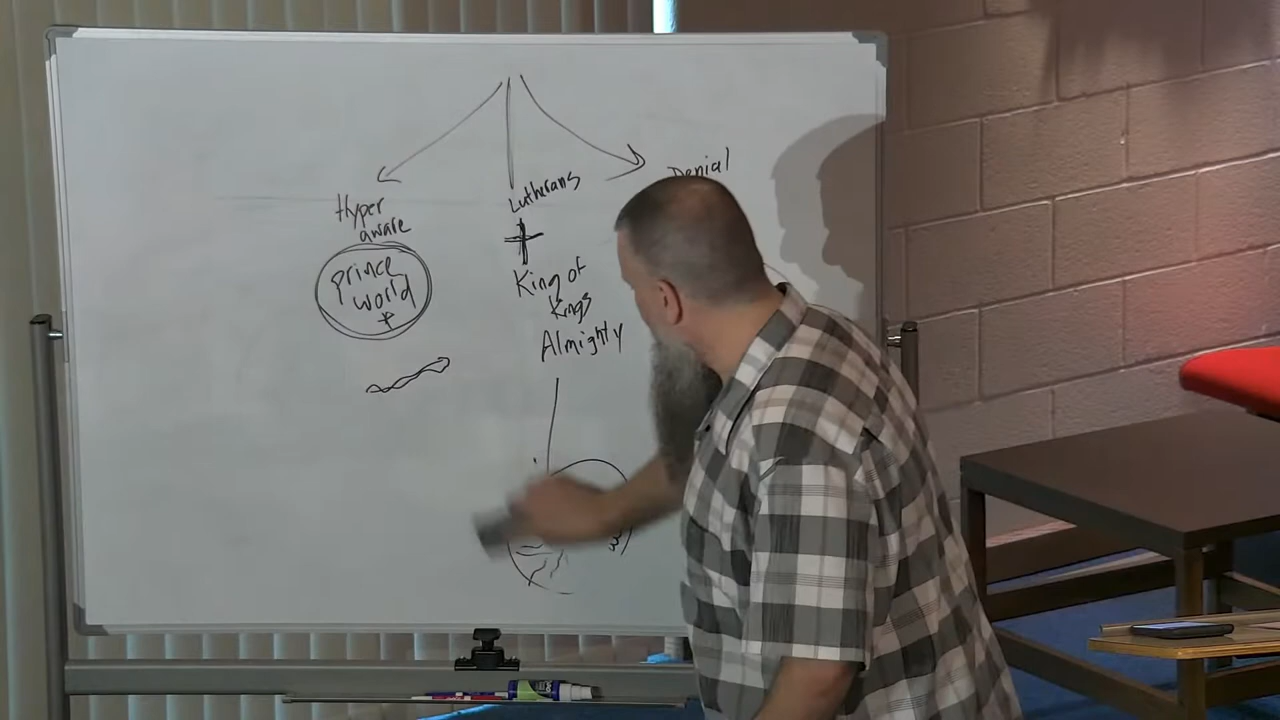 Hyper
aware
prince
world
Lutherans
King of
Kings
Almighty
Denial